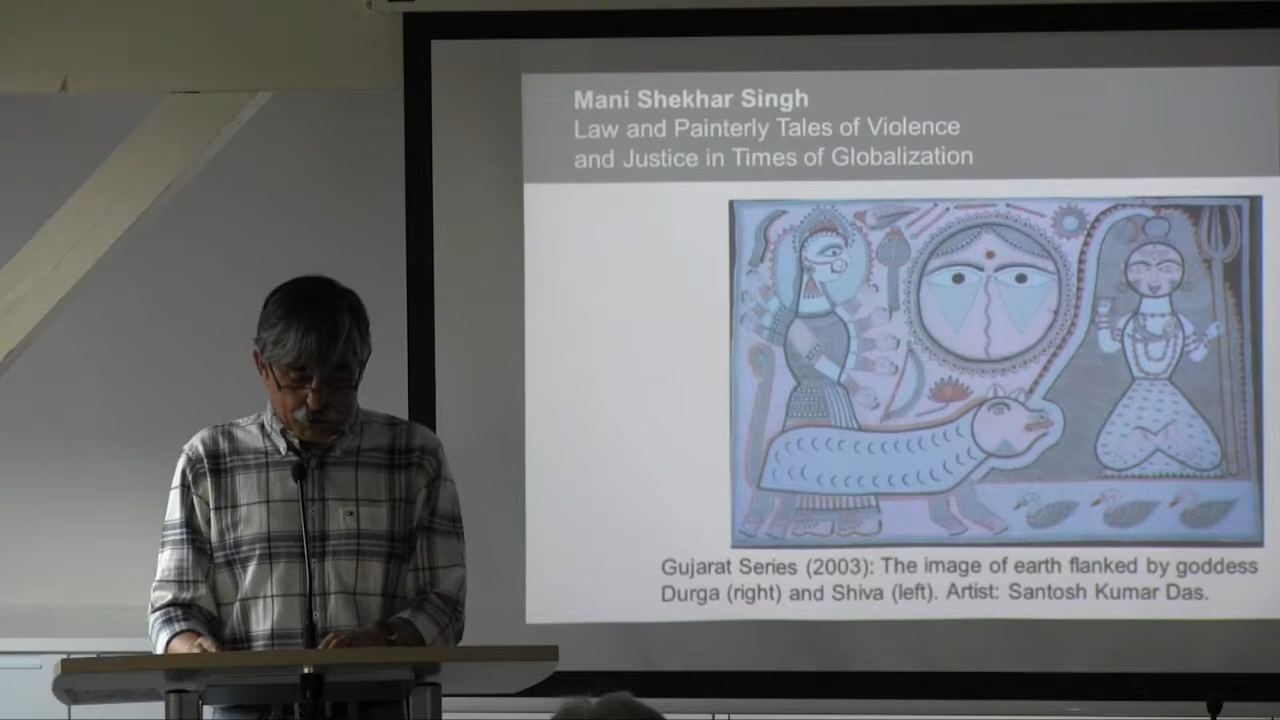 Mani Shekhar Singh
Law and Painterly Tales of Violence
and Justice in Times of Globalization
Gujarat Series (2003): The image of earth flanked by goddess
Durga (right) and Shiva (left). Artist: Santosh Kumar Das.